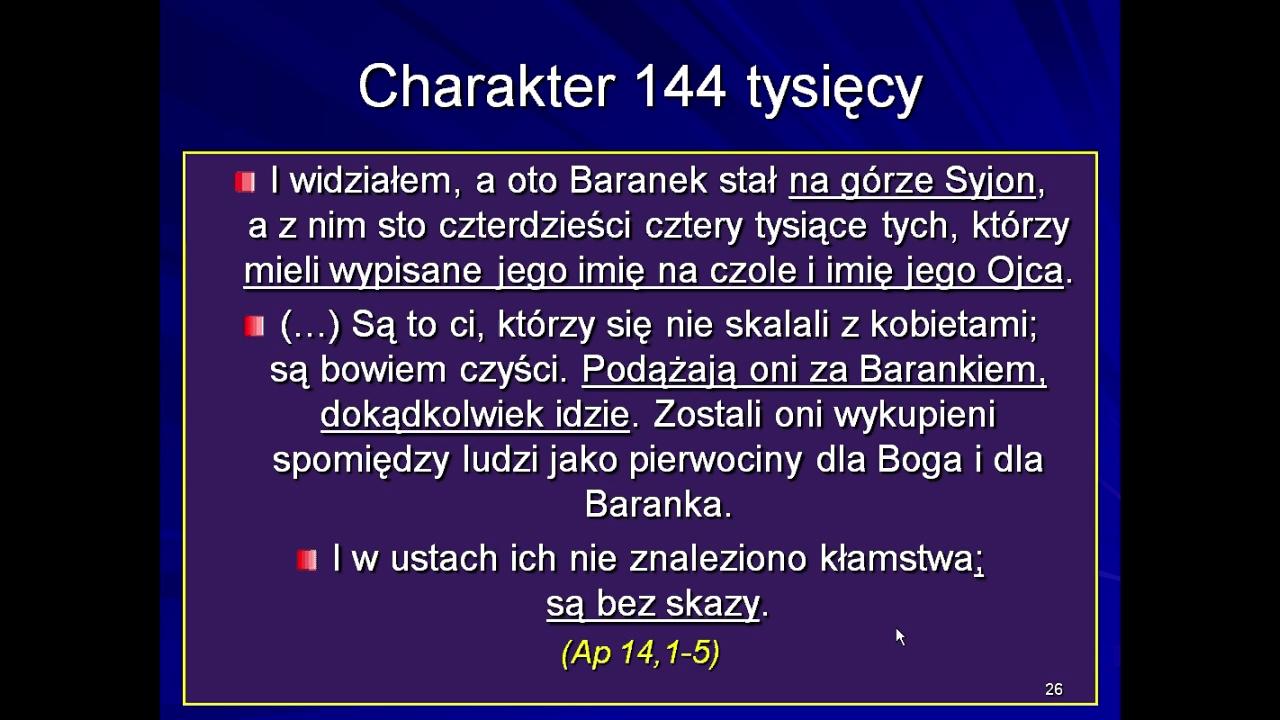 Charakter 144 tysięcy
I widziałem, a oto Baranek stał na górze Syjon,
a z nim sto czterdzieści cztery tysiące tych, którzy
mieli wypisane jego imię na czole i imię jego Ojca.
(…) Są to ci, którzy się nie skalali z kobietami;
są bowiem czyści. Podążają oni za Barankiem,
dokądkolwiek idzie. Zostali oni wykupieni
spomiędzy ludzi jako pierwociny dla Boga i dla
Baranka.
I w ustach ich nie znaleziono kłamstwa;
są bez skazy.
(Ap 14,1-5)
26